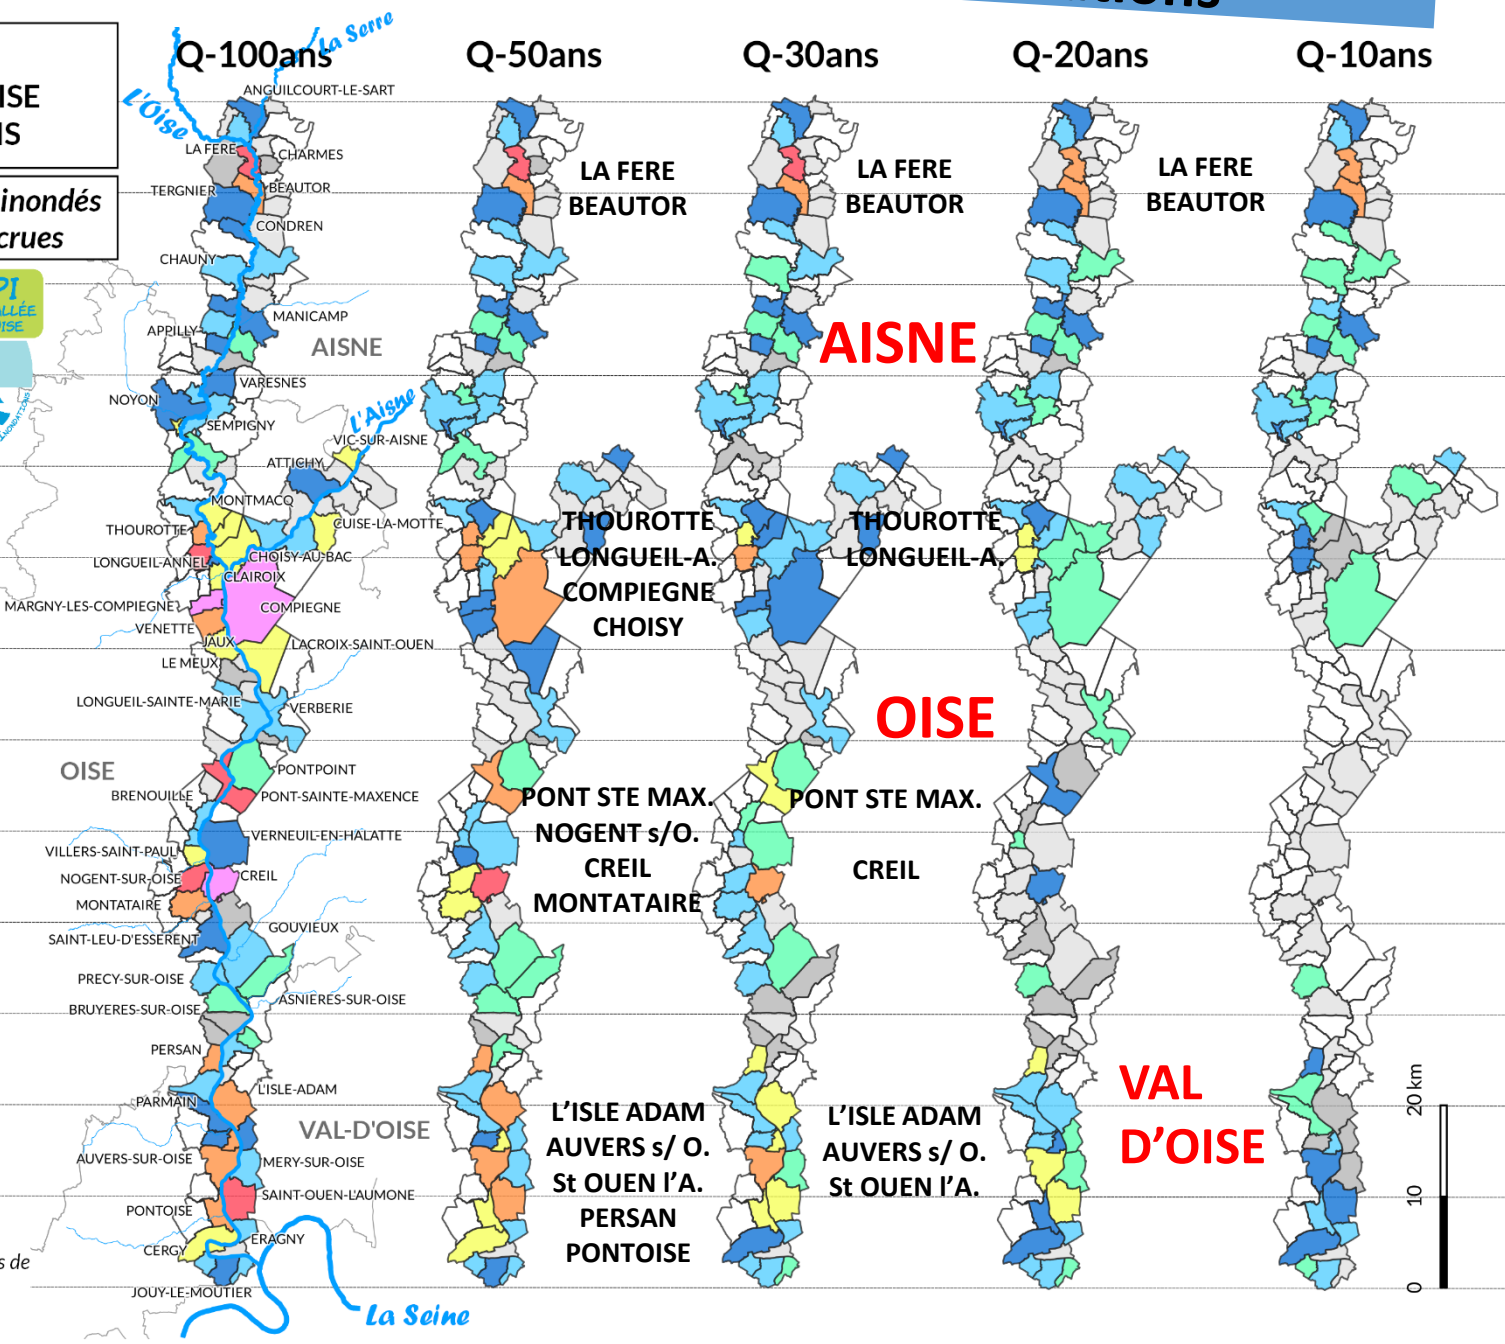 Q-100ans
Q-50ans
Q-30ans
Q-20ans
Q-10ans
La Serre
L'Oise
ANGUILCOURT-LE-SART
LA FERE
CHARMES
TERGNIER
BEAUTOR
CONDREN
CHAUNY
MANICAMP
APPILLY
AISNE
VARESNES
NOYON
SEMPIGNY
L'Aisne
VIC-SUR-AISNE
ATTICHY
MONTMACQ
THOUROTTE
CUISE-LA-MOTTE
LONGUEIL-ANNEL
CHOISY-AU-BAC
CLAIROIX
MARGNY-LES-COMPIEGNE
COMPIEGNE
VENETTE
JAUX
LACROIX-SAINT-OUEN
LE MEUX
LONGUEIL-SAINTE-MARIE
VERBERIE
OISE
PONTPOINT
BRENOUILLE
PONT-SAINTE-MAXENCE
VERNEUIL-EN-HALATTE
VILLERS-SAINT-PAUL
NOGENT-SUR-OISE
CREIL
MONTATAIRE
GOUVIEUX
SAINT-LEU-D'ESSERENT
PRECY-SUR-OISE
ASNIERES-SUR-OISE
BRUYERES-SUR-OISE
PERSAN
L'ISLE-ADAM
PARMAIN
VAL-D'OISE
AUVERS-SUR-OISE
MERY-SUR-OISE
SAINT-OUEN-L'AUMONE
PONTOISE
ERAGNY
CERGY
JOUY-LE-MOUTIER
La Seine
LA FERE
BEAUTOR
THOUROTTE
LONGUEIL-A.
COMPIEGNE
CHOISY
PONT STE MAX.
NOGENT s/O.
CREIL
MONTATAIRE
L'ISLE ADAM
AUVERS s/ O.
St OUEN l'A.
PERSAN
PONTOISE
LA FERE
BEAUTOR
AISNE
THOUROTTE
LONGUEIL-A.
OISE
PONT STE MAX.
CREIL
L'ISLE ADAM
AUVERS s/ O.
St OUEN l'A.
LA FERE
BEAUTOR
VAL
D'OISE
20 km
10
0
inondés
crues
s de